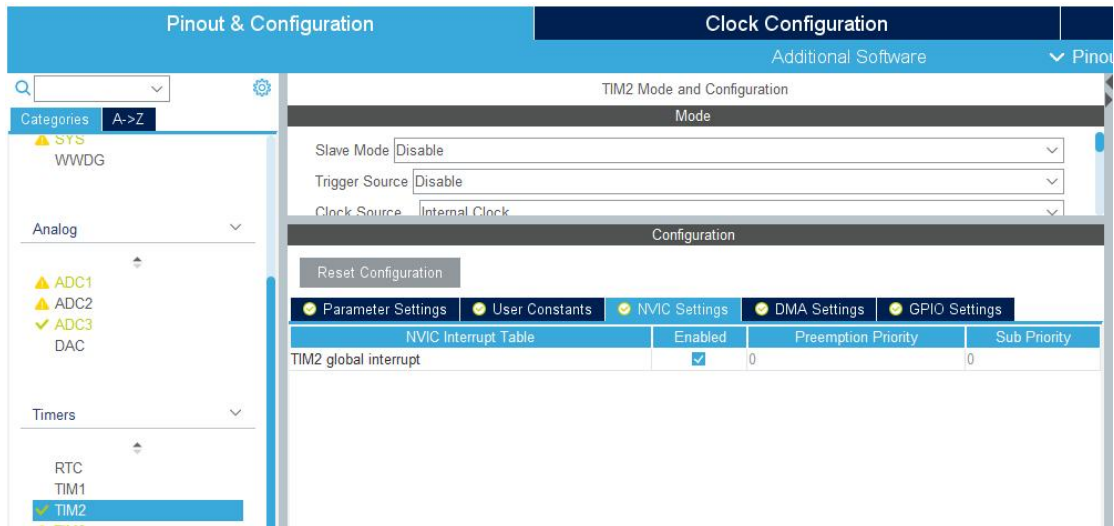 Pinout & Configuration
Clock Configuration
Additional Software
Pinou
TIM2 Mode and Configuration
Mode
Categories
A->Z
SYS
WWDG
Slave Mode Disable
Trigger Source Disable
Clock Source Internal Clock
Analog
ADC1
ADC2
ADC3
DAC
Configuration
Reset Configuration
Parameter Settings
User Constants
NVIC Settings
DMA Settings
GPIO Settings
NVIC Interrupt Table
Enabled
Preemption Priority
Sub Priority
TIM2 global interrupt
0
0
Timers
RTC
TIM1
TIM2